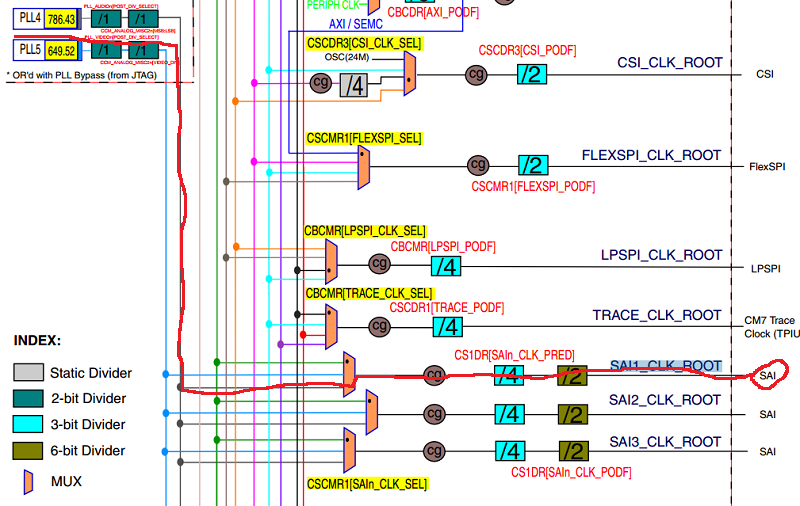 PERIPH CLK
CBCDR[AXI_PODF]
PLL4 786.43 /1 /1
PLL_AUDIOn[POST_DIV_SELECT]
CCM_ANALOG_MISC2n[MSB:LSB]
AXI / SEMC
PLL_VIDEOn[POST_DIV_SELECT]
PLL5 649.52 /1 /1
* OR'd with PLL Bypass (from JTAG)
CSCDR3[CSI_CLK_SEL]
OSC(24M)
CSCDR3[CSI_PODF]
CSI_CLK_ROOT
cg /4 cg /2 CSI
CSCMR1[FLEXSPI_SEL]
FLEXSPI_CLK_ROOT
cg /2 FlexSPI
CSCMR1[FLEXSPI_PODF]
CBCMR[LPSPI_CLK_SEL]
CBCMR[LPSPI_PODF]
LPSPI_CLK_ROOT
cg /4 LPSPI
CBCMR[TRACE_CLK_SEL]
CSCDR1[TRACE_PODF]
TRACE_CLK_ROOT
cg /4 CM7 Trace
Clock (TPIU
INDEX:
Static Divider
2-bit Divider
3-bit Divider
6-bit Divider
MUX
CS1DR[SAIn_CLK_PRED]
SAI1_CLK_ROOT
cg /4 /2 SAI
SAI2_CLK_ROOT
cg /4 /2 SAI
SAI3_CLK_ROOT
cg /4 /2 SAI
CS1DR[SAIn_CLK_PODF]
CSCMR1[SAIn_CLK_SEL]